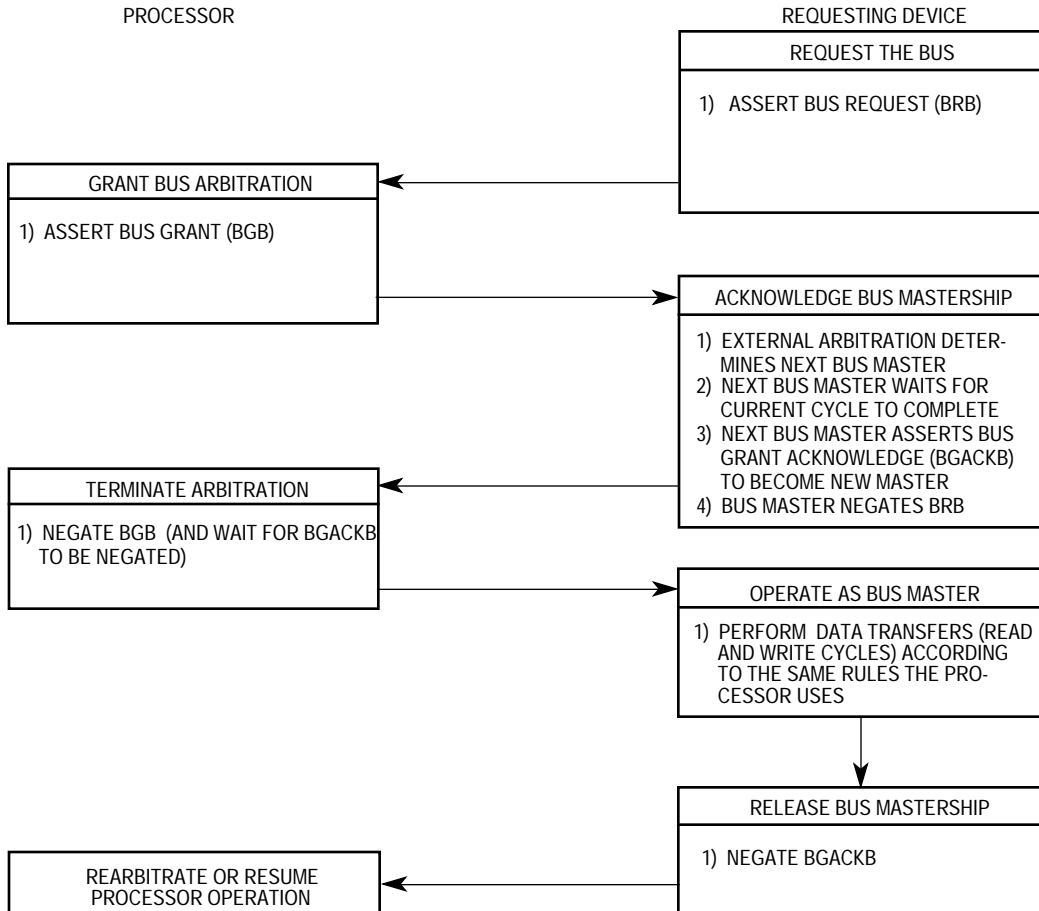 PROCESSOR
REQUESTING DEVICE
REQUEST THE BUS
1) ASSERT BUS REQUEST (BRB)
GRANT BUS ARBITRATION
1) ASSERT BUS GRANT (BGB)
ACKNOWLEDGE BUS MASTERSHIP
1) EXTERNAL ARBITRATION DETER-
MINES NEXT BUS MASTER
2) NEXT BUS MASTER WAITS FOR
CURRENT CYCLE TO COMPLETE
3) NEXT BUS MASTER ASSERTS BUS
GRANT ACKNOWLEDGE (BGACKB)
TO BECOME NEW MASTER
4) BUS MASTER NEGATES BRB
TERMINATE ARBITRATION
1) NEGATE BGB (AND WAIT FOR BGACKB
TO BE NEGATED)
OPERATE AS BUS MASTER
1) PERFORM DATA TRANSFERS (READ
AND WRITE CYCLES) ACCORDING
TO THE SAME RULES THE PRO-
CESSOR USES
RELEASE BUS MASTERSHIP
1) NEGATE BGACKB
REARBITRATE OR RESUME
PROCESSOR OPERATION